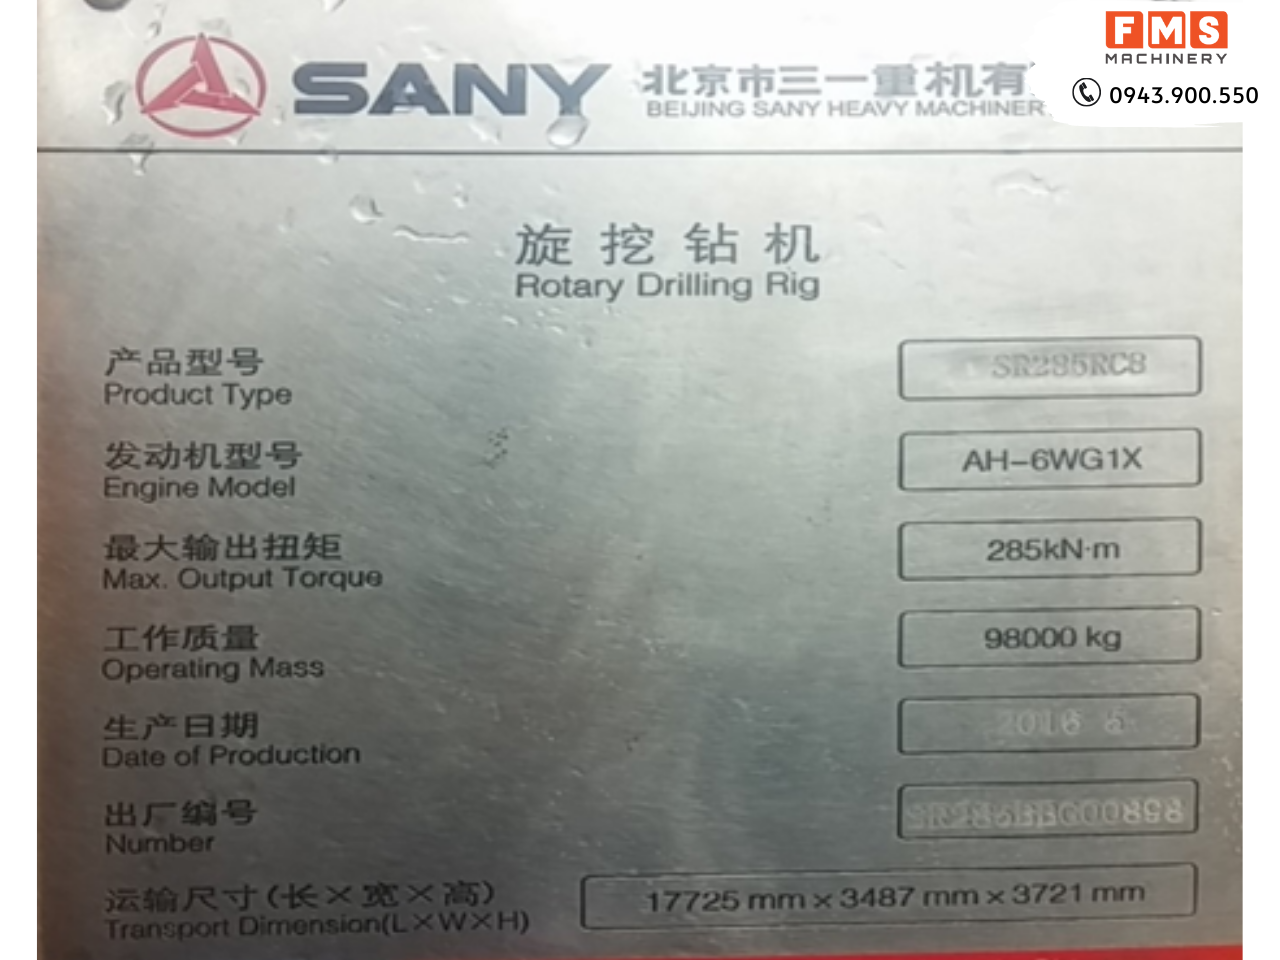 FMS
MACHINERY
0943.900.550
SANY 北京市三一重机有
BEIJING SANY HEAVY MACHINER
旋挖钻机
Rotary Drilling Rig
产品型号
Product Type
SR285RC8
发动机型号
Engine Model
AH-6WG1X
最大输出扭矩
Max. Output Torque
285kN·m
工作质量
Operating Mass
98000 kg
生产日期
Date of Production
2016 5
出厂编号
Number
运输尺寸(长×宽×高)
Transport Dimension(L×W×H)
17725 mm x 3487 mm x 3721 mm